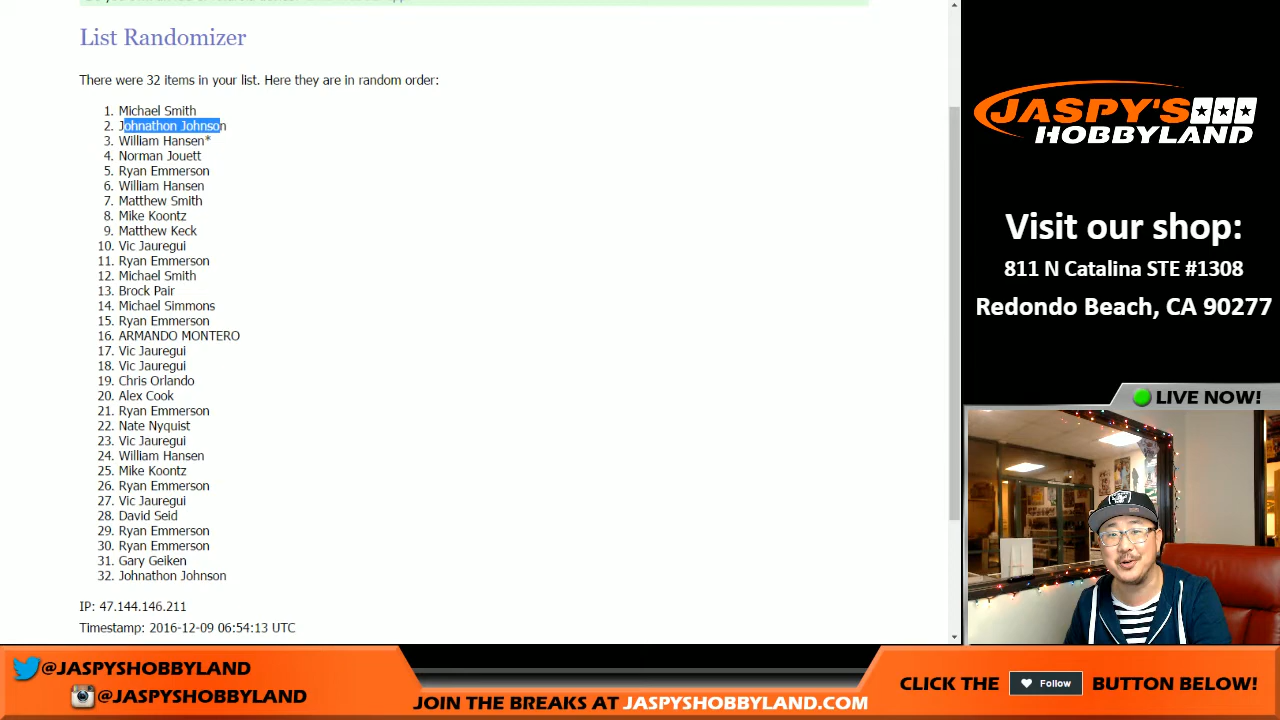 List Randomizer
There were 32 items in your list. Here they are in random order:
1. Michael Smith
2. Johnathon Johnson
3. William Hansen*
4. Norman Jouett
5. Ryan Emmerson
6. William Hansen
7. Matthew Smith
8. Mike Koontz
9. Matthew Keck
10. Vic Jauregui
11. Ryan Emmerson
12. Michael Smith
13. Brock Pair
14. Michael Simmons
15. Ryan Emmerson
16. ARMANDO MONTERO
17. Vic Jauregui
18. Vic Jauregui
19. Chris Orlando
20. Alex Cook
21. Ryan Emmerson
22. Nate Nyquist
23. Vic Jauregui
24. William Hansen
25. Mike Koontz
26. Ryan Emmerson
27. Vic Jauregui
28. David Seid
29. Ryan Emmerson
30. Ryan Emmerson
31. Gary Geiken
32. Johnathon Johnson
IP: 47.144.146.211
Timestamp: 2016-12-09 06:54:13 UTC
JASPY'S
HOBBYLAND
Visit our shop:
811 N Catalina STE #1308
Redondo Beach, CA 90277
LIVE NOW!
@JASPYSHOBBYLAND
@JASPYSHOBBYLAND
JOIN THE BREAKS AT JASPYSHOBBYLAND.COM
CLICK THE Follow BUTTON BELOW!